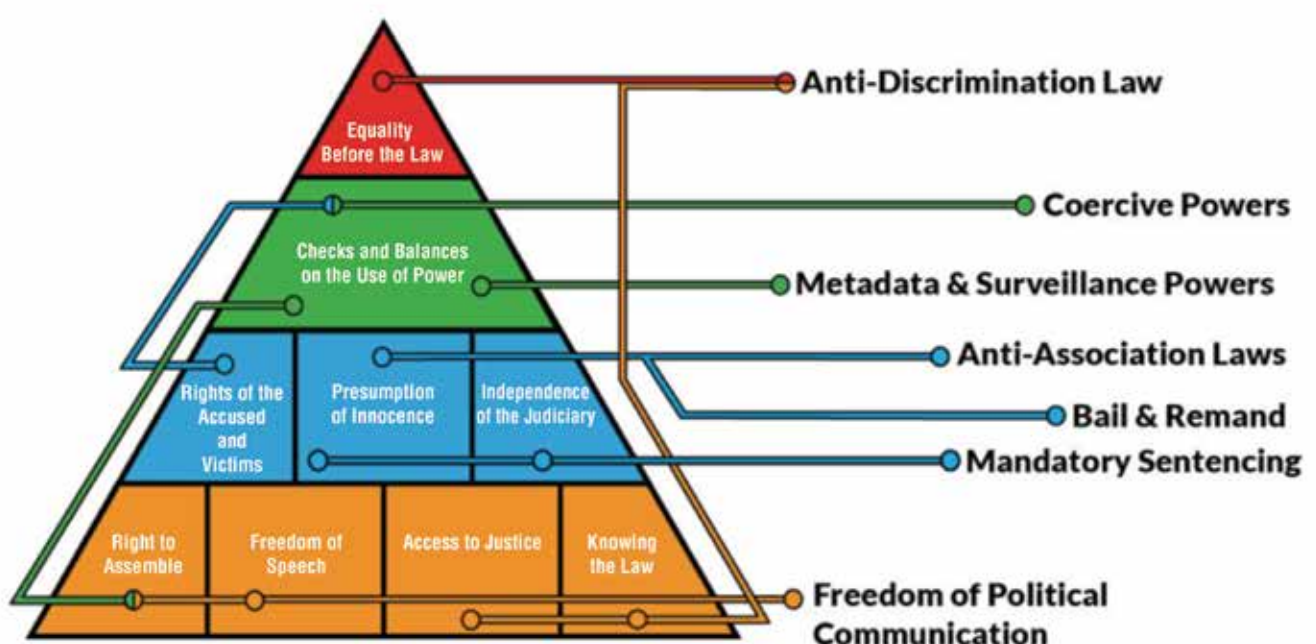 Anti-Discrimination Law
Equality
Before the Law
Coercive Powers
Checks and Balances
on the Use of Power
Metadata & Surveillance Powers
Anti-Association Laws
Rights of the
Accused
and
Victims
Presumption
of Innocence
Independence
of the Judiciary
Bail & Remand
Mandatory Sentencing
Right to
Assemble
Freedom of
Speech
Access to Justice
Knowing
the Law
Freedom of Political
Communication